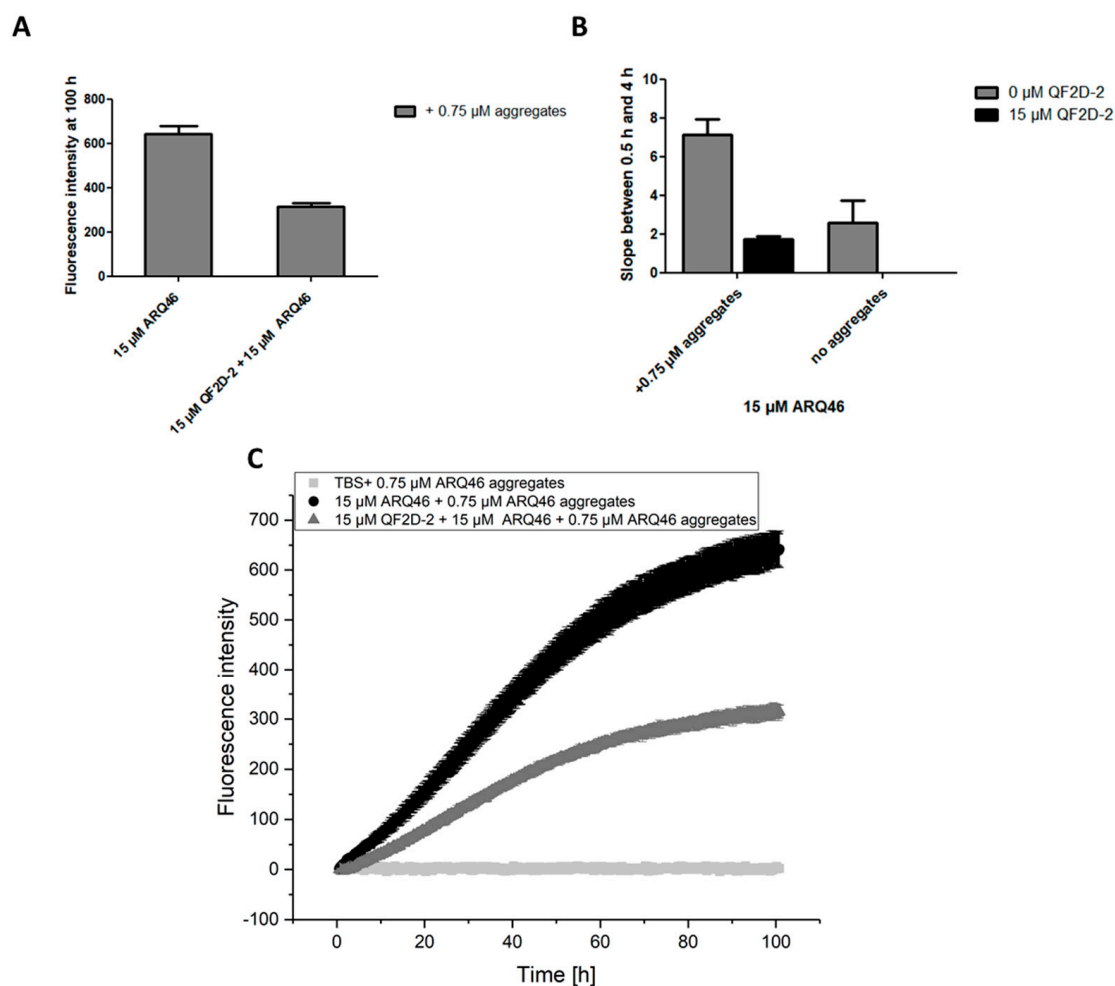 A
Fluorescence intensity at 100 h
800
600
400
200
0
15 µM ARQ46
15 µM QF2D-2 + 15 µM ARQ46
+ 0.75 µM aggregates
B
Slope between 0.5 h and 4 h
10
8
6
4
2
0
+0.75 µM aggregates
no aggregates
15 µM ARQ46
0 µM QF2D-2
15 µM QF2D-2
C
TBS+ 0.75 µM ARQ46 aggregates
15 µM ARQ46 + 0.75 µM ARQ46 aggregates
15 µM QF2D-2 + 15 µM ARQ46 + 0.75 µM ARQ46 aggregates
Fluorescence intensity
700
600
500
400
300
200
100
0
-100
0 20 40 60 80 100
Time [h]